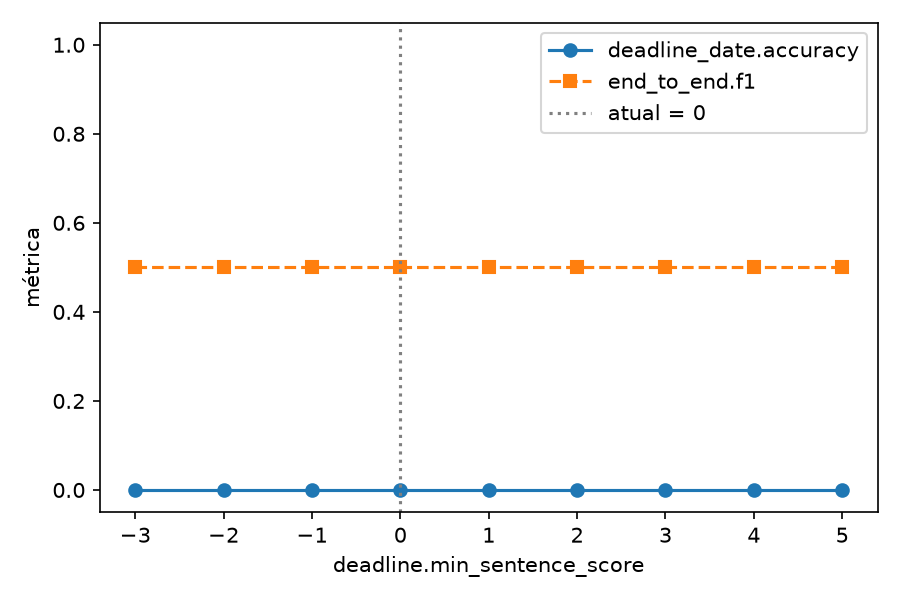 deadline_date.accuracy
end_to_end.f1
atual = 0
métrica
1.0
0.8
0.6
0.4
0.2
0.0
−3 −2 −1 0 1 2 3 4 5
deadline.min_sentence_score